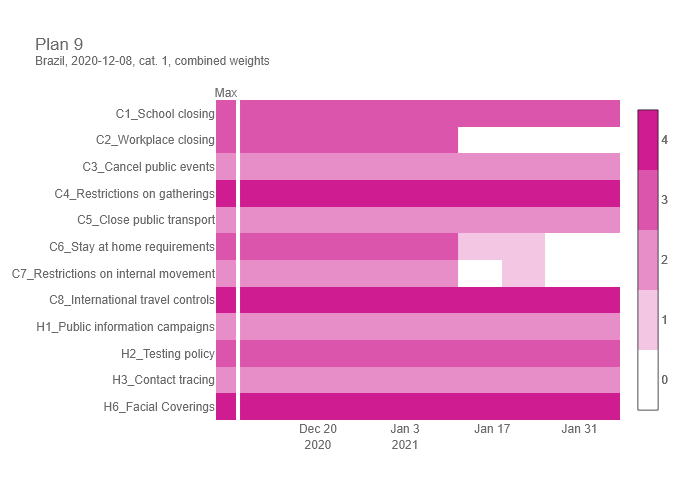 Plan 9
Brazil, 2020-12-08, cat. 1, combined weights
Max
C1_School closing
C2_Workplace closing
C3_Cancel public events
C4_Restrictions on gatherings
C5_Close public transport
C6_Stay at home requirements
C7_Restrictions on internal movement
C8_International travel controls
H1_Public information campaigns
H2_Testing policy
H3_Contact tracing
H6_Facial Coverings
Dec 20 Jan 3 Jan 17 Jan 31
2020 2021
4
3
2
1
0